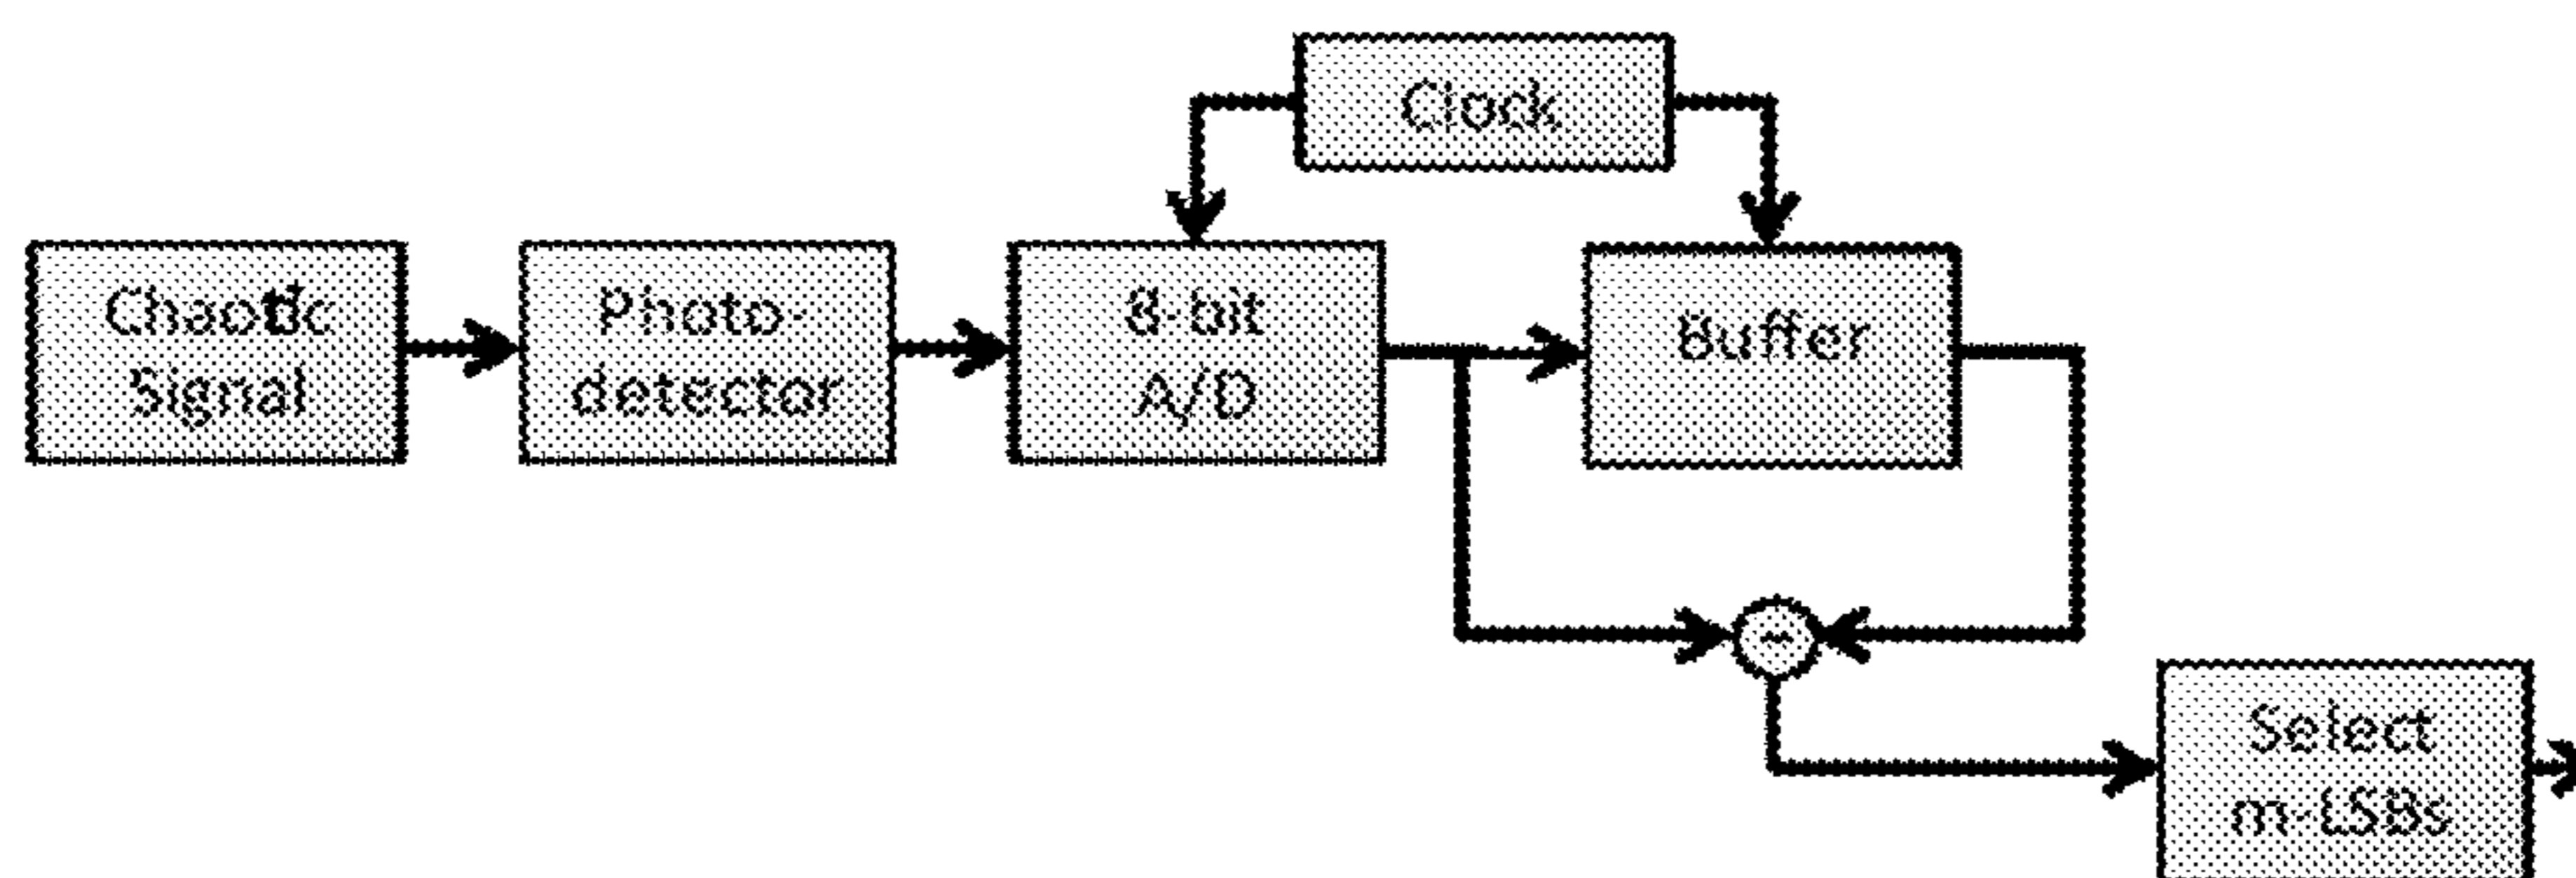 Clock
Chaotic
Signal
Photo-
detector
8-bit
A/D
Buffer
-
Select
m-LSBs